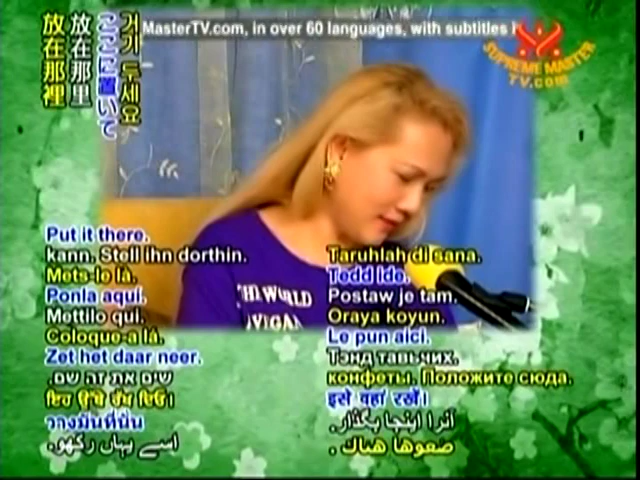 MasterTV.com, in over 60 languages, with subtitles i
SUPREME MASTER
TV.com
放在那裡
放在那里
ここに置いて
거기 두세요
THE WORLD
VEGAN
Put it there.
kann. Stell ihn dorthin.
Mets-le là.
Ponla aquí.
Mettilo qui.
Coloque-a lá.
Zet het daar neer.
שים את זה שם.
ਇਹ ਉੱਥੇ ਰੱਖ ਦਿਓ।
วางมันที่นั่น
اسے یہاں رکھو۔
Taruhlah di sana.
Tedd ide.
Postaw je tam.
Oraya koyun.
Le pun aici.
Тэнд тавьчих.
конфеты. Положите сюда.
इसे वहां रखें।
آنرا اینجا بگذار.
ضعوها هناك .